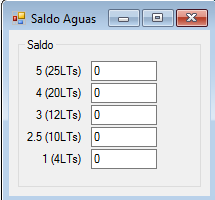 Saldo Aguas
Saldo
5 (25LTs) 0
4 (20LTs) 0
3 (12LTs) 0
2.5 (10LTs) 0
1 (4LTs) 0